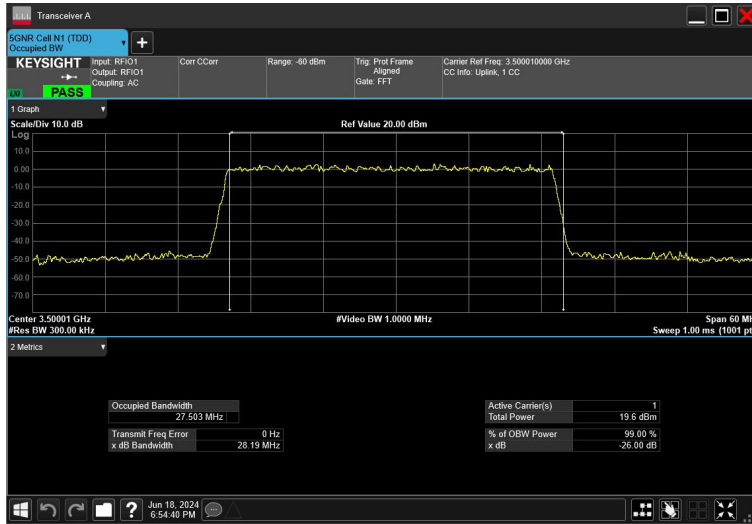 Transceiver A
5GNR Cell N1 (TDD)
Occupied BW
KEYSIGHT
Input: RFIO1
Output: RFIO1
Coupling: AC
Corr CCorr
Range: -60 dBm
Trig: Prot Frame
Aligned
Gate: FFT
Carrier Ref Freq: 3.500010000 GHz
CC Info: Uplink, 1 CC
LXI
PASS
1 Graph
Scale/Div 10.0 dB
Ref Value 20.00 dBm
Log
10.0
0.00
-10.0
-20.0
-30.0
-40.0
-50.0
-60.0
-70.0
Center 3.50001 GHz
#Video BW 1.0000 MHz
Span 60 MH
#Res BW 300.00 kHz
Sweep 1.00 ms (1001 pt
2 Metrics
Occupied Bandwidth
27.503 MHz
Active Carrier(s) 1
Total Power 19.6 dBm
Transmit Freq Error 0 Hz
x dB Bandwidth 28.19 MHz
% of OBW Power 99.00 %
x dB -26.00 dB
Jun 18, 2024
6:54:40 PM